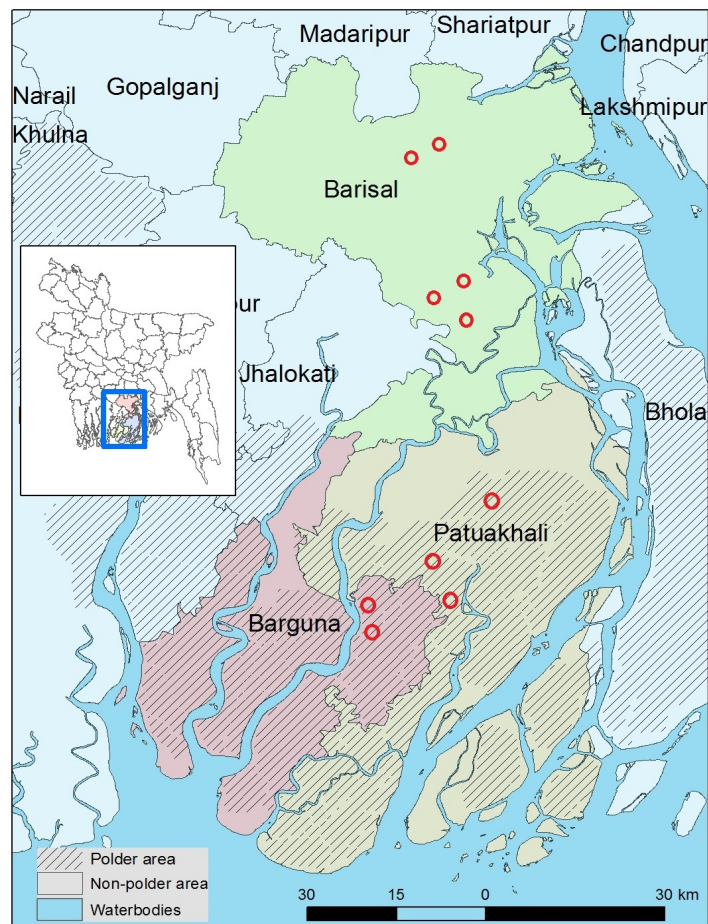 Madaripur
Shariatpur
Chandpur
Gopalganj
Narail
Lakshmipur
Khulna
Barisal
ur
Jhalokati
Bhola
Patuakhali
Barguna
Polder area
Non-polder area
Waterbodies
30 15 0 30 km